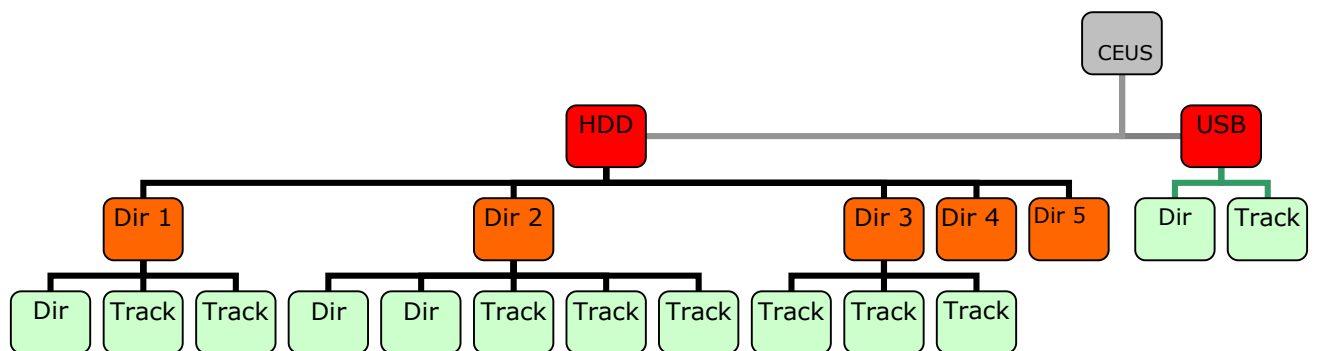 CEUS
HDD
USB
Dir 1
Dir 2
Dir 3
Dir 4
Dir 5
Dir
Track
Dir
Track
Track
Dir
Dir
Track
Track
Track
Track
Track
Track